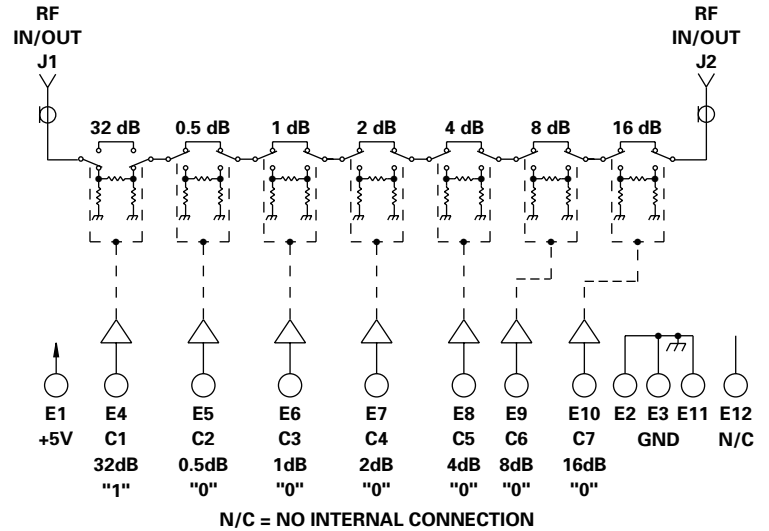 RF RF
IN/OUT IN/OUT
J1 J2
32 dB 0.5 dB 1 dB 2 dB 4 dB 8 dB 16 dB
E1 E4 E5 E6 E7 E8 E9 E10 E2 E3 E11 E12
+5V C1 C2 C3 C4 C5 C6 C7 GND N/C
32dB 0.5dB 1dB 2dB 4dB 8dB 16dB
"1" "0" "0" "0" "0" "0" "0"
N/C = NO INTERNAL CONNECTION